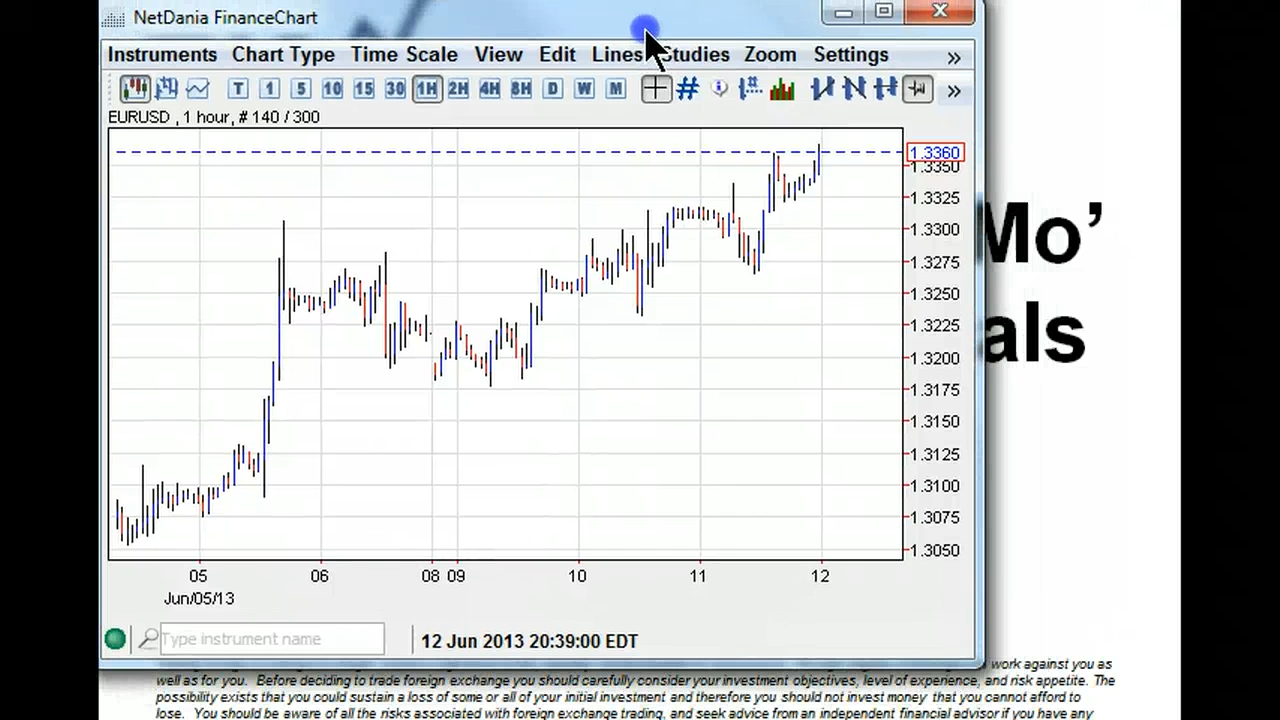 NetDania FinanceChart
Instruments Chart Type Time Scale View Edit Lines Studies Zoom Settings »
T 1 5 10 15 30 1H 2H 4H 8H D W M »
EURUSD , 1 hour, # 140 / 300
1.3360
1.3350
1.3325
1.3300
1.3275
1.3250
1.3225
1.3200
1.3175
1.3150
1.3125
1.3100
1.3075
1.3050
Mo’
als
05 06 08 09 10 11 12
Jun/05/13
Type instrument name
12 Jun 2013 20:39:00 EDT
work against you as
well as for you. Before deciding to trade foreign exchange you should carefully consider your investment objectives, level of experience, and risk appetite. The
possibility exists that you could sustain a loss of some or all of your initial investment and therefore you should not invest money that you cannot afford to
lose. You should be aware of all the risks associated with foreign exchange trading, and seek advice from an independent financial advisor if you have any